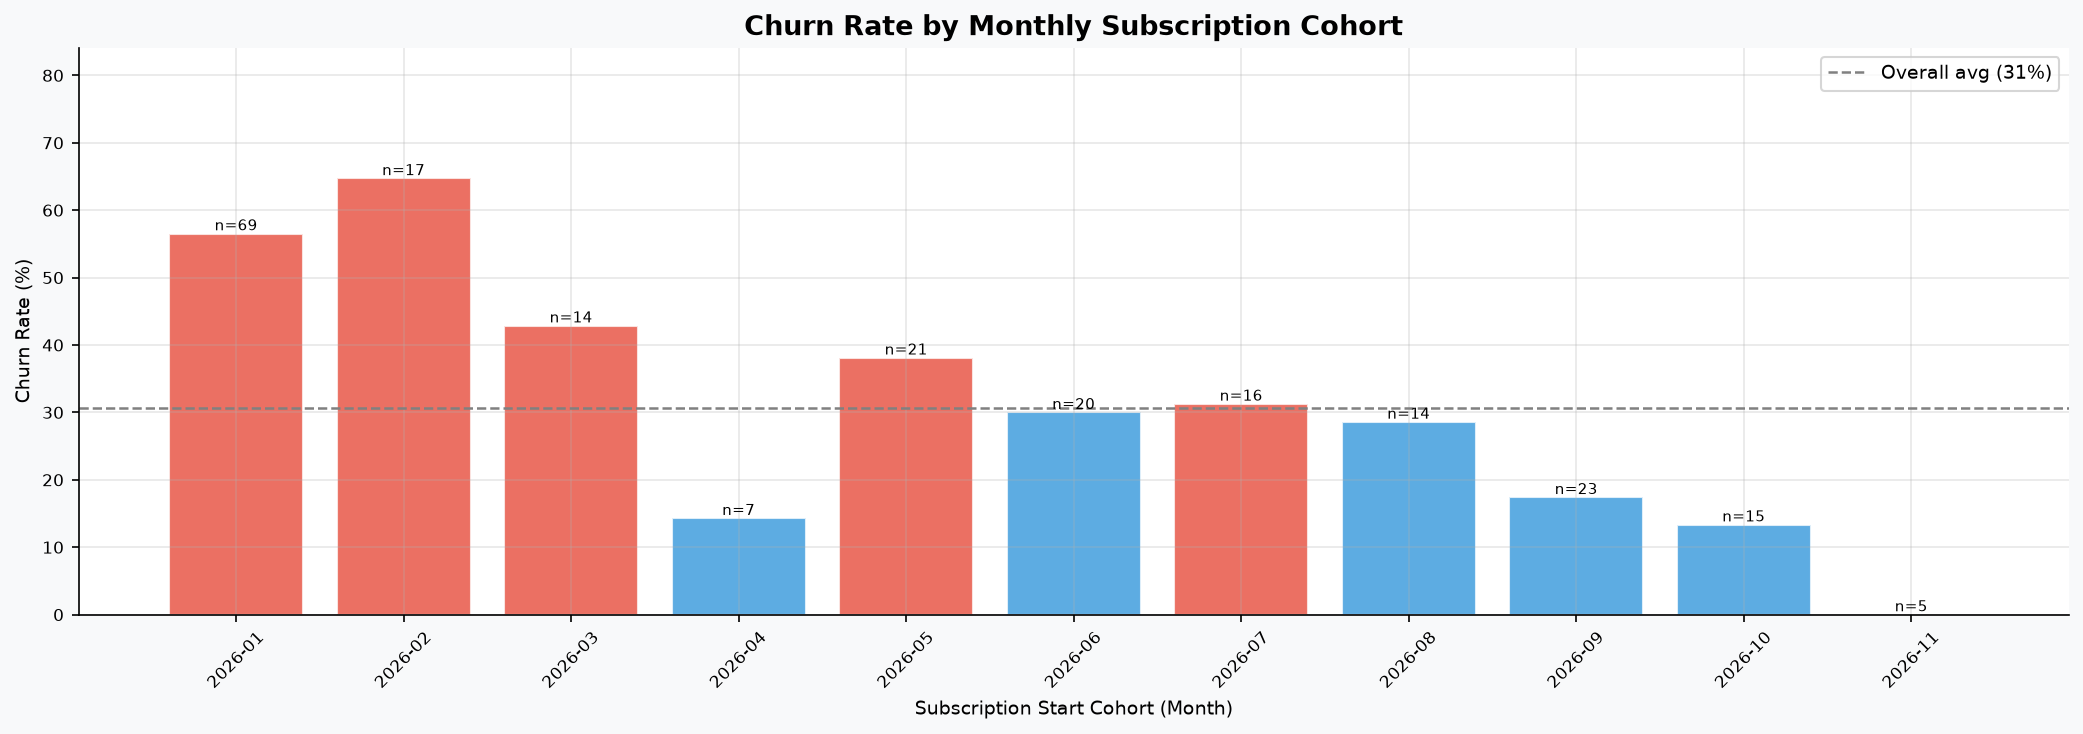 Churn Rate by Monthly Subscription Cohort
Overall avg (31%)
Churn Rate (%)
80
70
60
50
40
30
20
10
0
n=69
n=17
n=14
n=7
n=21
n=20
n=16
n=14
n=23
n=15
n=5
2026-01
2026-02
2026-03
2026-04
2026-05
2026-06
2026-07
2026-08
2026-09
2026-10
2026-11
Subscription Start Cohort (Month)